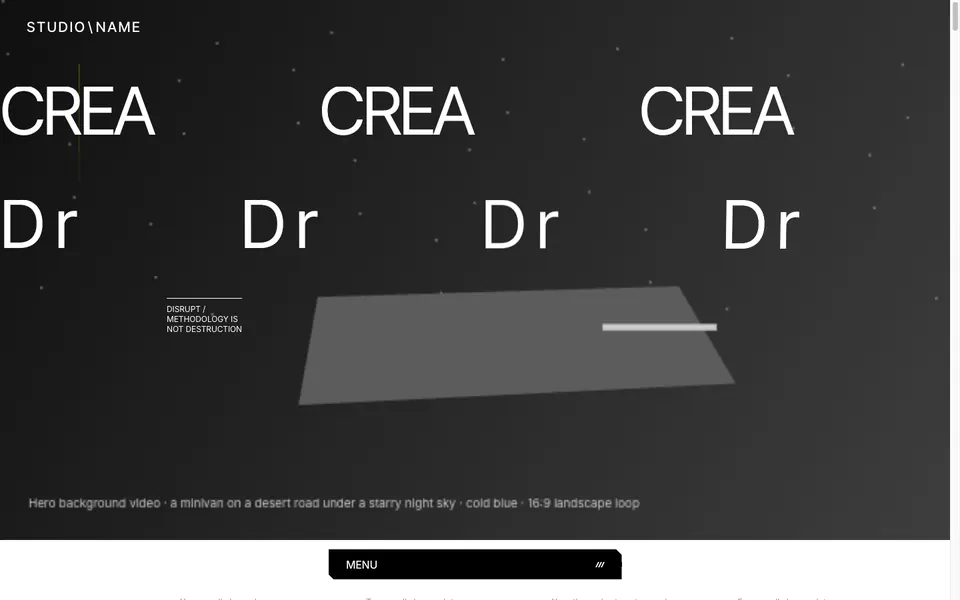 STUDIO\NAME
CREA CREA CREA
Dr Dr Dr Dr
DISRUPT /
METHODOLOGY IS
NOT DESTRUCTION
Hero background video · a minivan on a desert road under a starry night sky · cold blue · 16:9 landscape loop
MENU ///